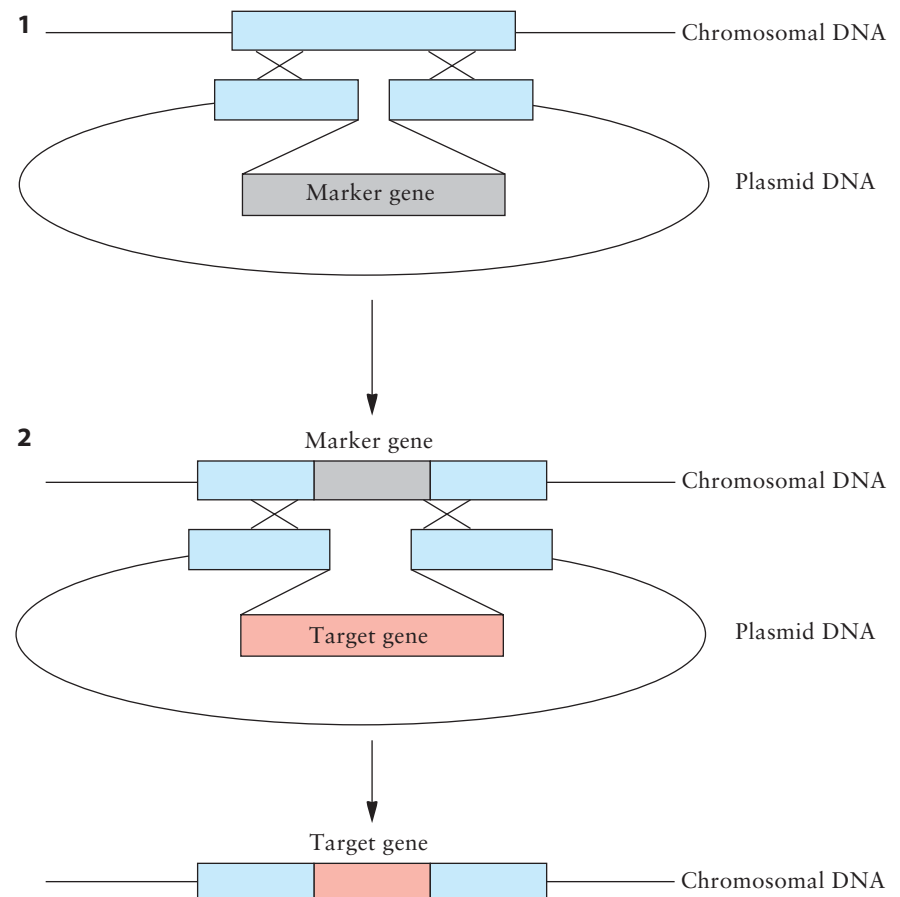 1
Chromosomal DNA
Marker gene
Plasmid DNA
2
Marker gene
Chromosomal DNA
Target gene
Plasmid DNA
Target gene
Chromosomal DNA